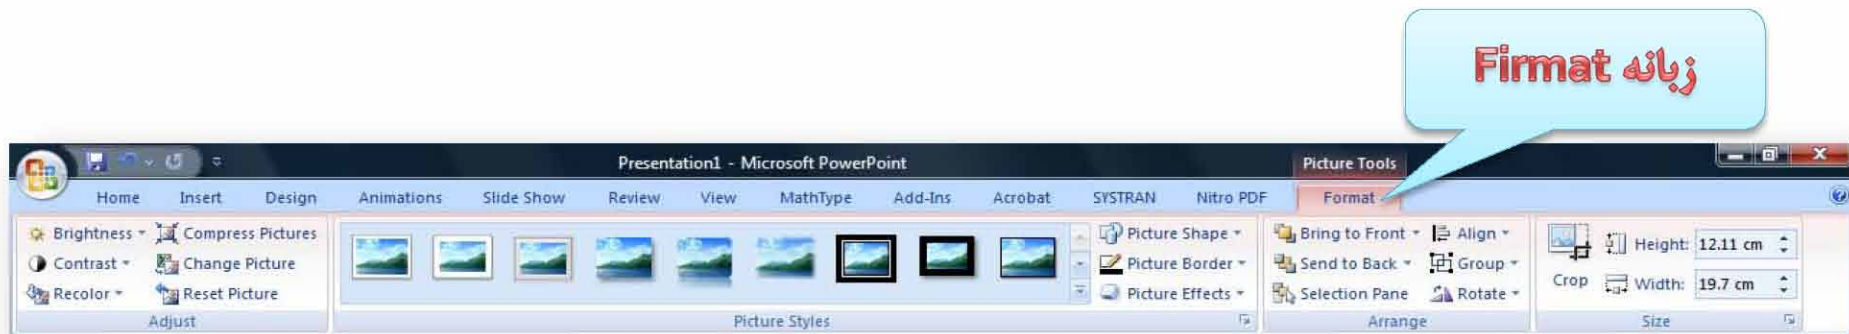 زبانه Firmat
Presentation1 - Microsoft PowerPoint
Picture Tools
Home Insert Design Animations Slide Show Review View MathType Add-Ins Acrobat SYSTRAN Nitro PDF Format
Brightness Compress Pictures
Contrast Change Picture
Recolor Reset Picture
Adjust
Picture Shape
Picture Border
Picture Effects
Picture Styles
Bring to Front Align
Send to Back Group
Selection Pane Rotate
Arrange
Crop
Height: 12.11 cm
Width: 19.7 cm
Size